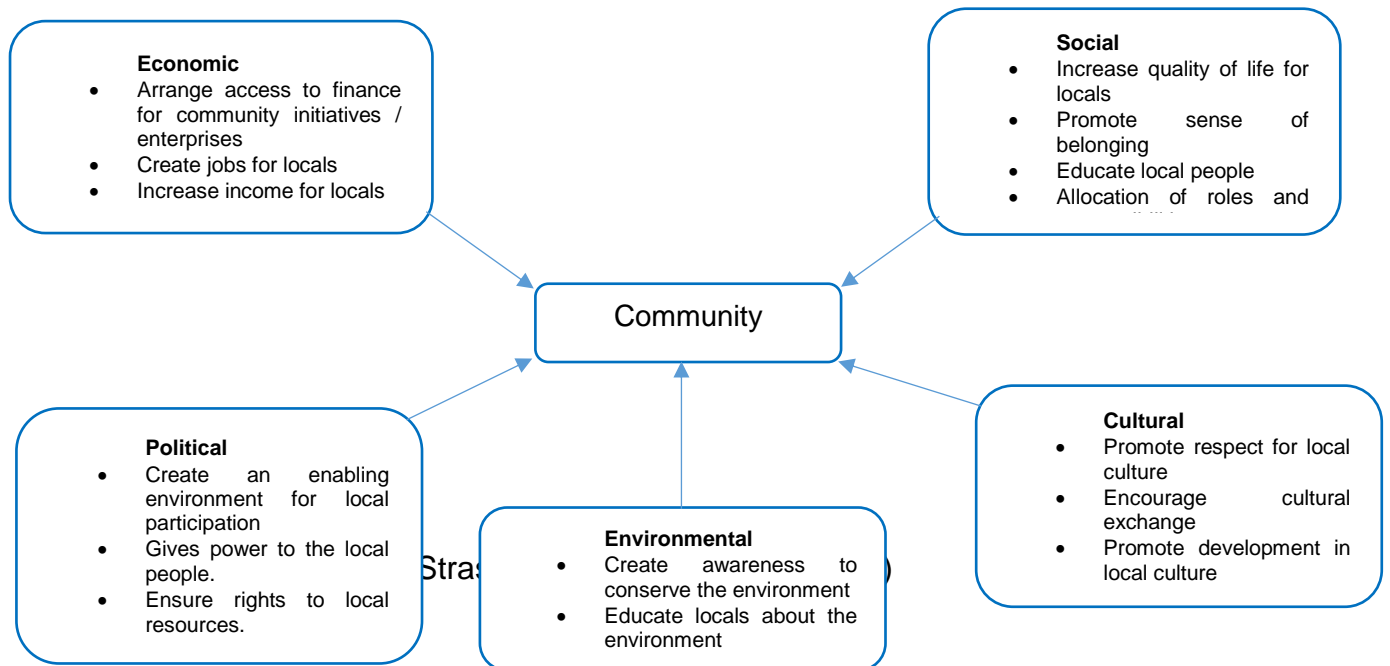 Economic
• Arrange access to finance
for community initiatives /
enterprises
• Create jobs for locals
• Increase income for locals
Social
• Increase quality of life for
locals
• Promote sense of
belonging
• Educate local people
• Allocation of roles and
Community
Political
• Create an enabling
environment for local
participation
• Gives power to the local
people.
• Ensure rights to local
resources.
Environmental
• Create awareness to
conserve the environment
• Educate locals about the
environment
Cultural
• Promote respect for local
culture
• Encourage cultural
exchange
• Promote development in
local culture